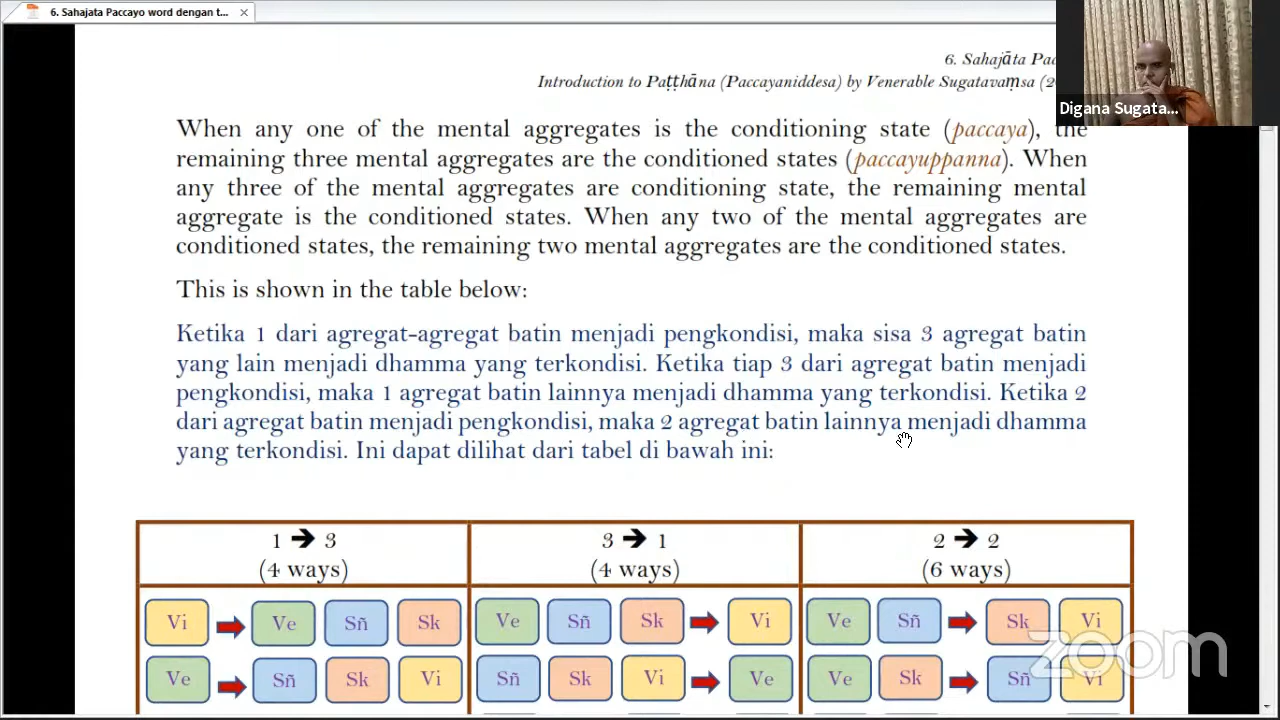 6. Sahajata Paccayo word dengan t...
6. Sahajāta Pac
Introduction to Paṭṭhāna (Paccayaniddesa) by Venerable Sugatavaṃsa (2
Digana Sugata...
When any one of the mental aggregates is the conditioning state (paccaya), the
remaining three mental aggregates are the conditioned states (paccayuppanna). When
any three of the mental aggregates are conditioning state, the remaining mental
aggregate is the conditioned states. When any two of the mental aggregates are
conditioned states, the remaining two mental aggregates are the conditioned states.
This is shown in the table below:
Ketika 1 dari agregat-agregat batin menjadi pengkondisi, maka sisa 3 agregat batin
yang lain menjadi dhamma yang terkondisi. Ketika tiap 3 dari agregat batin menjadi
pengkondisi, maka 1 agregat batin lainnya menjadi dhamma yang terkondisi. Ketika 2
dari agregat batin menjadi pengkondisi, maka 2 agregat batin lainnya menjadi dhamma
yang terkondisi. Ini dapat dilihat dari tabel di bawah ini:
1 → 3 3 → 1 2 → 2
(4 ways) (4 ways) (6 ways)
Vi → Ve Sñ Sk Ve Sñ Sk → Vi Ve Sñ → Sk Vi
Ve → Sñ Sk Vi Sñ Sk Vi → Ve Ve Sk → Sñ Vi
zoom